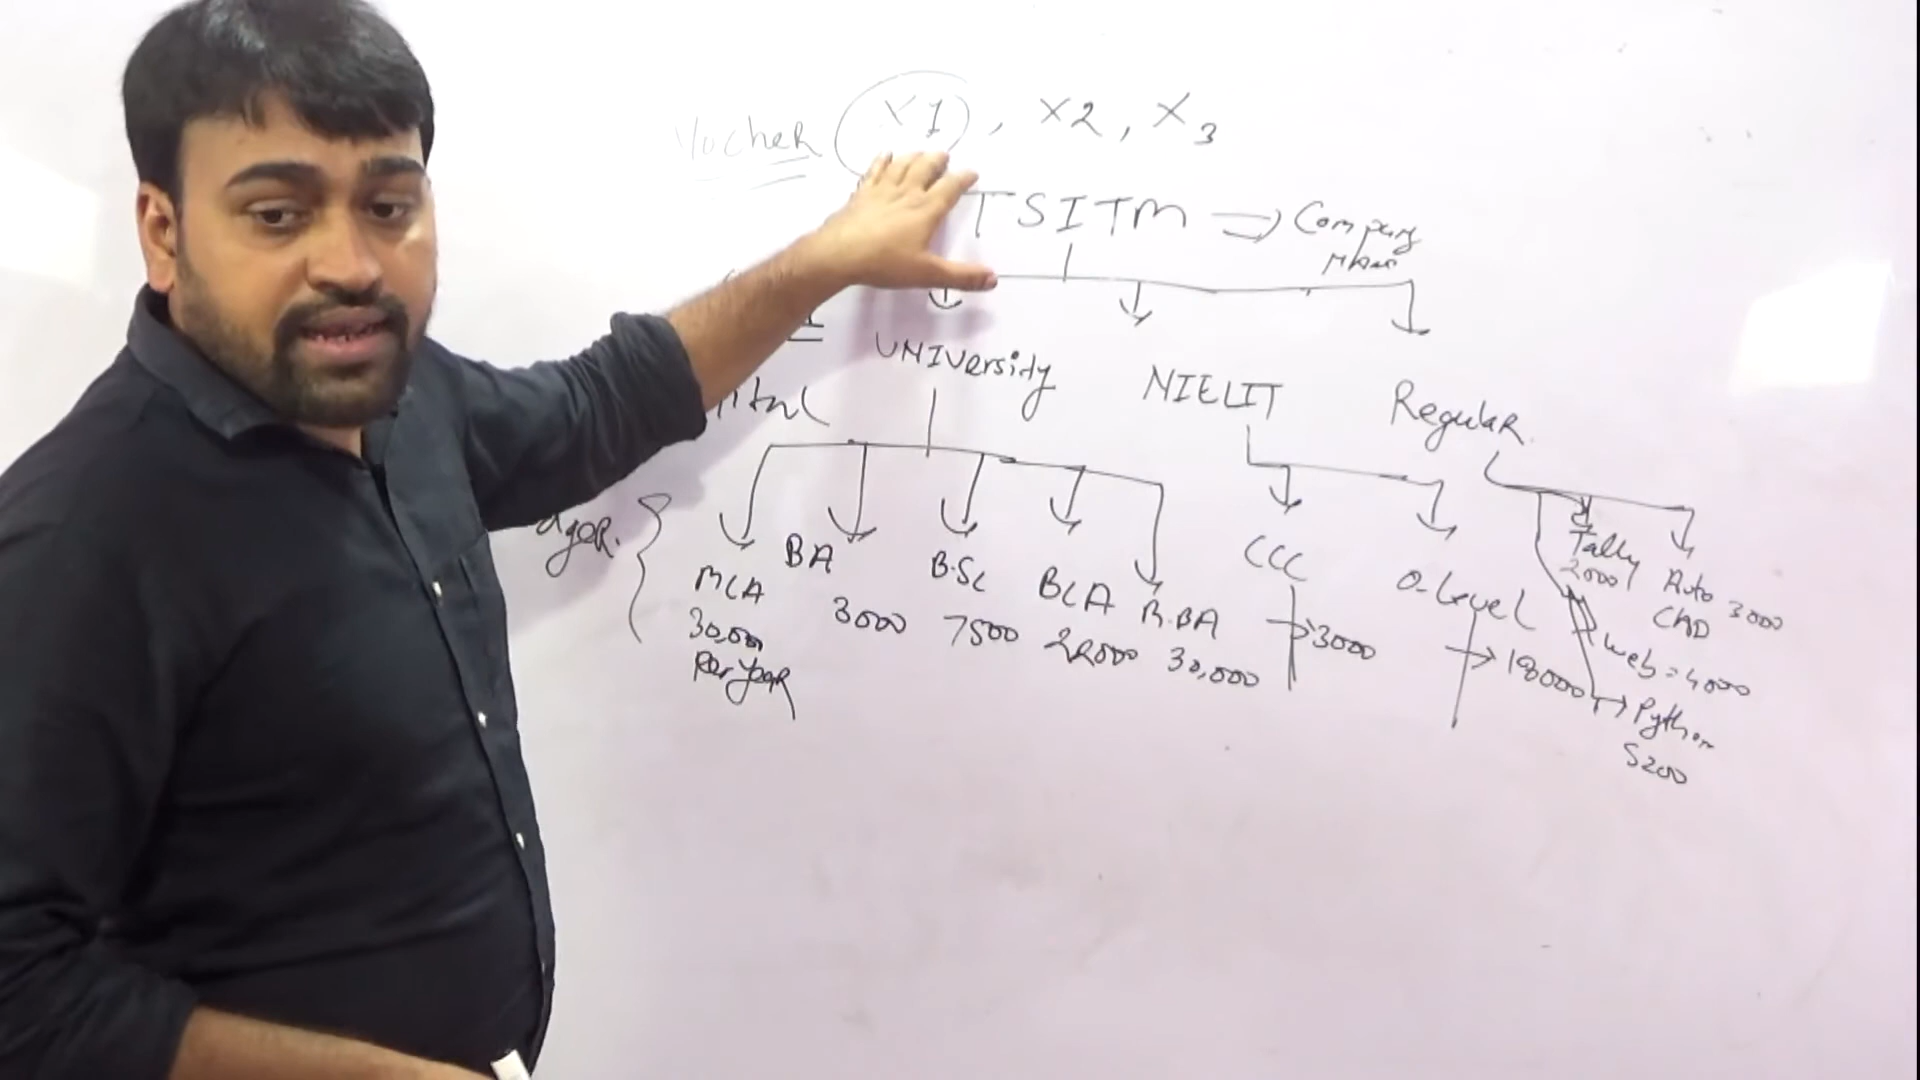 Vucher X1, X2, X3
TSITM ⇒ Company
University
NIELIT
Regular
MCA
30,000
Per year
BA
3000
B.Sc
7500
BCA
22000
M.BA
30,000
CCC
→ 3000
O-level
→ 18000
Tally
2000
Auto
CAD 3000
web = 4000
Python
5200